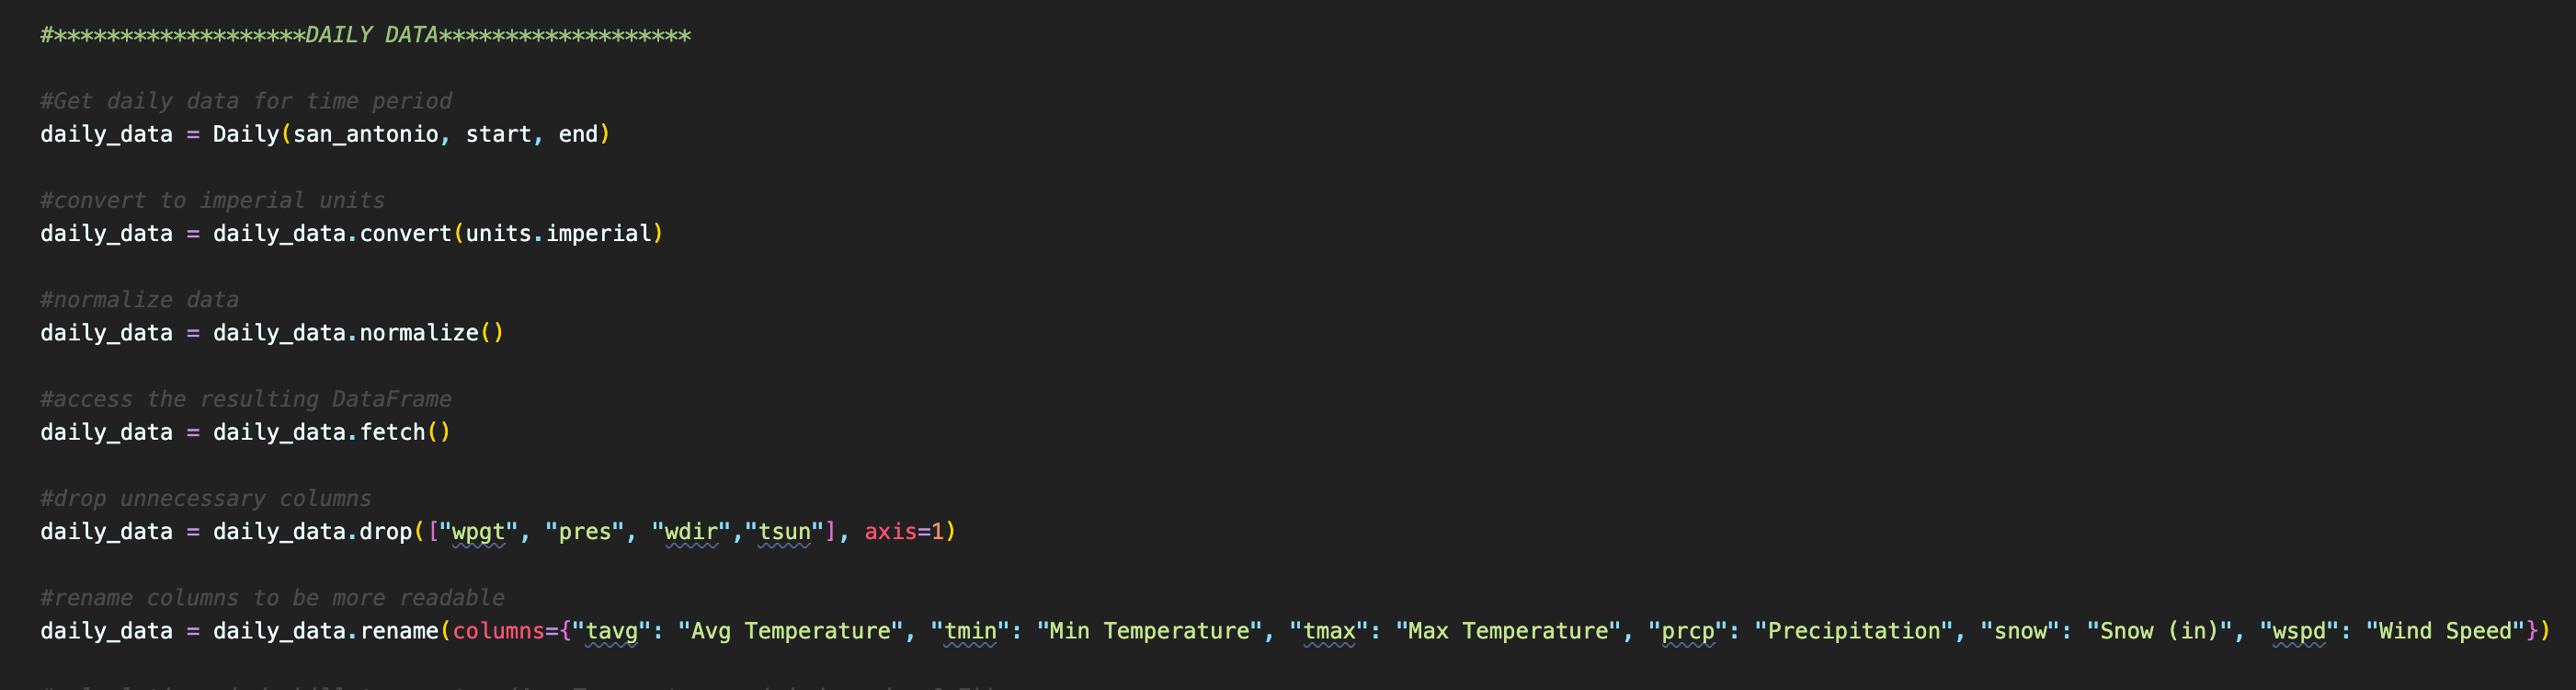 #*******************DAILY DATA*******************
#Get daily data for time period
daily_data = Daily(san_antonio, start, end)
#convert to imperial units
daily_data = daily_data.convert(units.imperial)
#normalize data
daily_data = daily_data.normalize()
#access the resulting DataFrame
daily_data = daily_data.fetch()
#drop unnecessary columns
daily_data = daily_data.drop(["wpgt", "pres", "wdir","tsun"], axis=1)
#rename columns to be more readable
daily_data = daily_data.rename(columns={"tavg": "Avg Temperature", "tmin": "Min Temperature", "tmax": "Max Temperature", "prcp": "Precipitation", "snow": "Snow (in)", "wspd": "Wind Speed"})